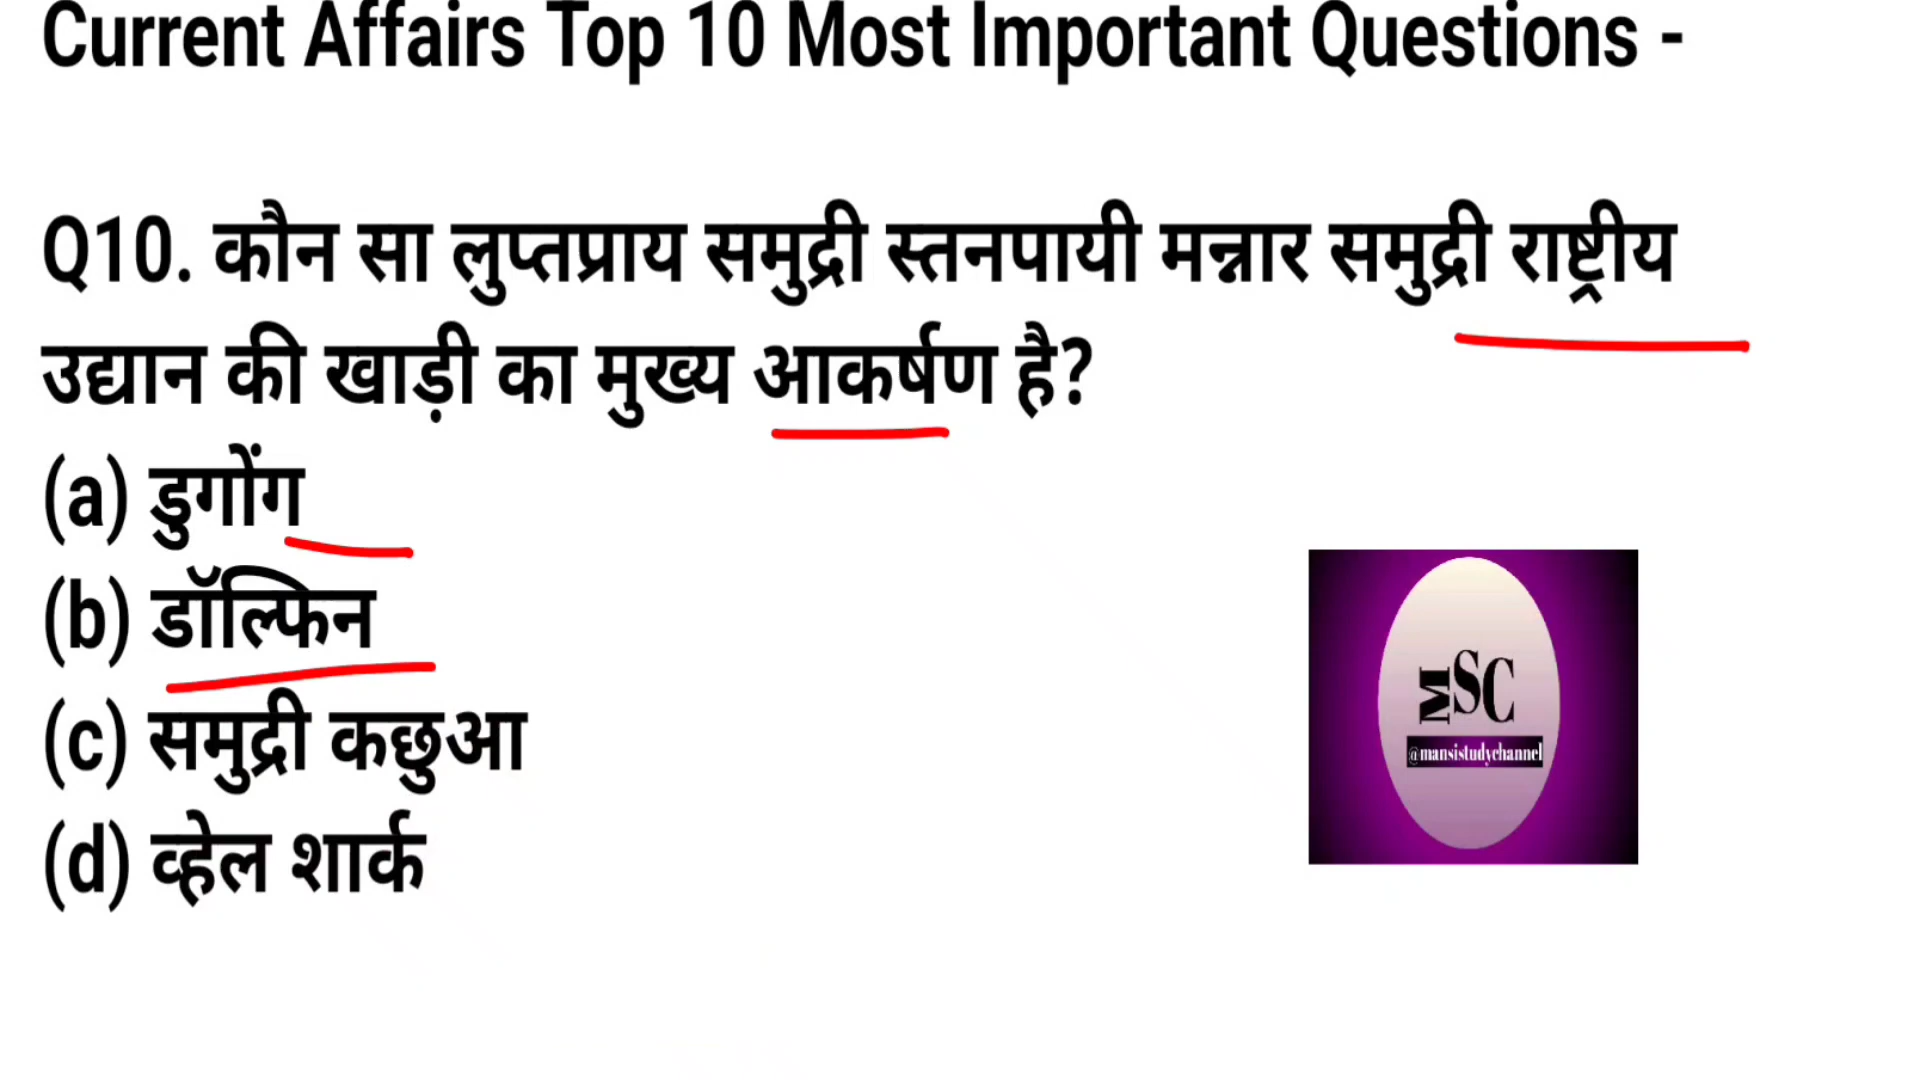 Current Affairs Top 10 Most Important Questions -
Q10. कौन सा लुप्तप्राय समुद्री स्तनपायी मन्नार समुद्री राष्ट्रीय
उद्यान की खाड़ी का मुख्य आकर्षण है?
(a) डुगोंग
(b) डॉल्फिन
(c) समुद्री कछुआ
(d) व्हेल शार्क
MSC
@mansistudychannel